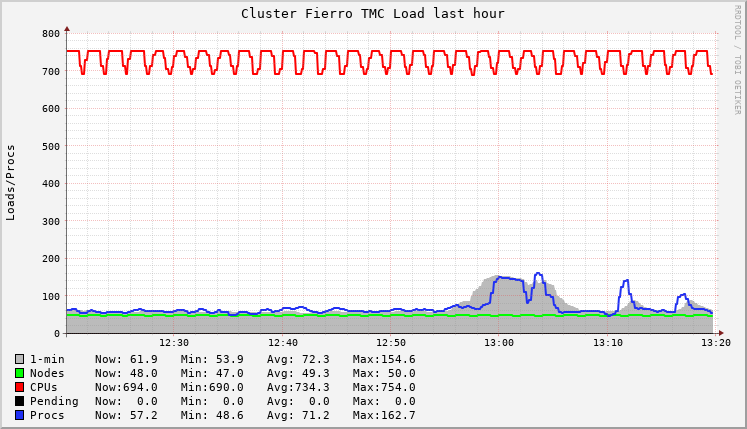 Cluster Fierro TMC Load last hour
RRDTOOL / TOBI OETIKER
Loads/Procs
800
700
600
500
400
300
200
100
0
12:30 12:40 12:50 13:00 13:10 13:20
1-min Now: 61.9 Min: 53.9 Avg: 72.3 Max:154.6
Nodes Now: 48.0 Min: 47.0 Avg: 49.3 Max: 50.0
CPUs Now:694.0 Min:690.0 Avg:734.3 Max:754.0
Pending Now: 0.0 Min: 0.0 Avg: 0.0 Max: 0.0
Procs Now: 57.2 Min: 48.6 Avg: 71.2 Max:162.7